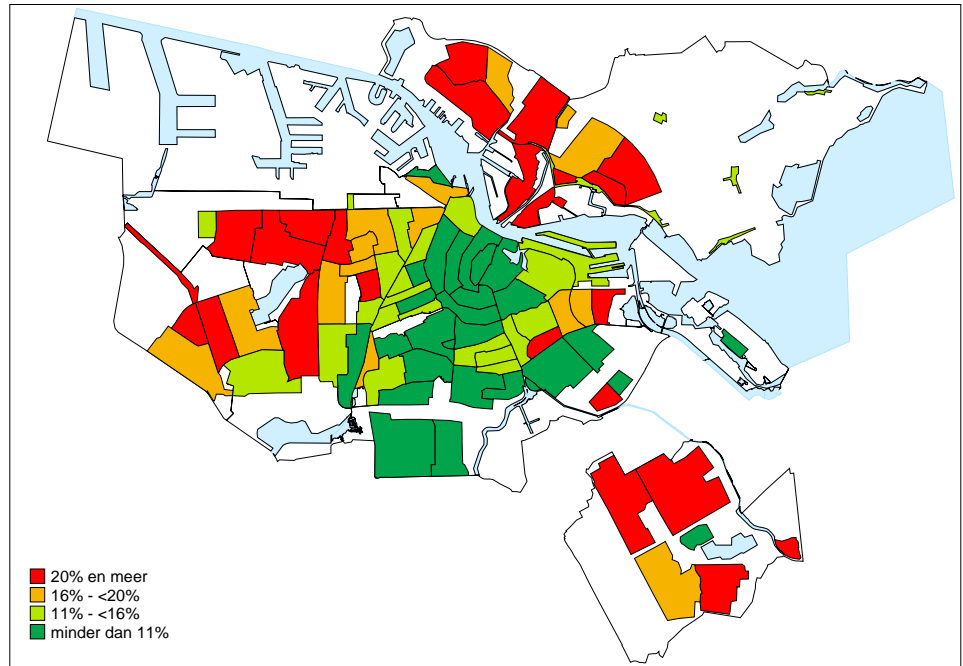 20% en meer
16% - <20%
11% - <16%
minder dan 11%